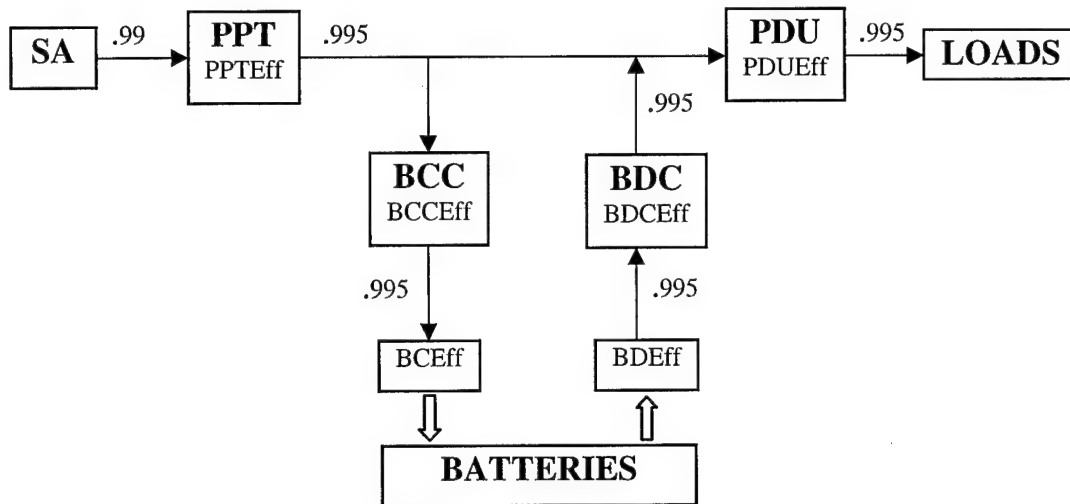 SA
.99
PPT
PPTEff
.995
PDU
PDUEff
.995
LOADS
.995
BCC
BCCEff
BDC
BDCEff
.995
.995
BCEff
BDEff
BATTERIES